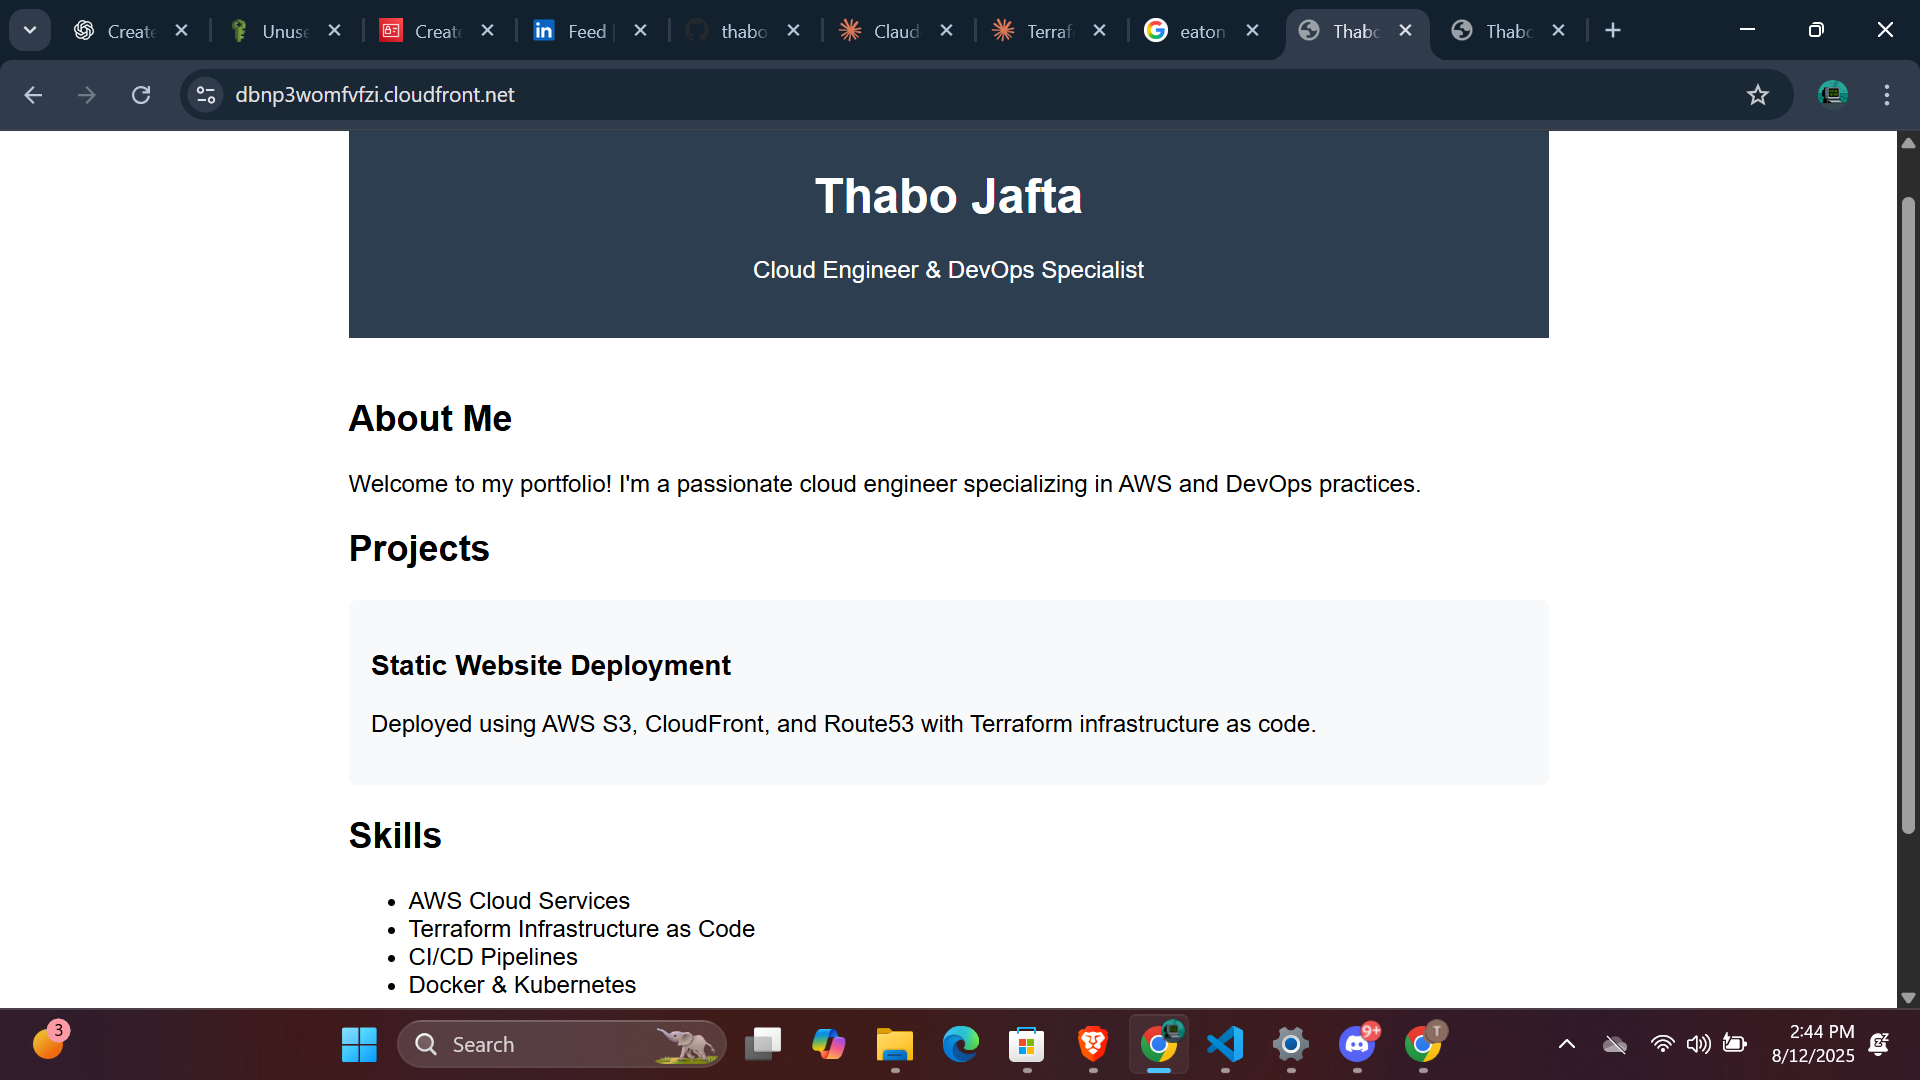 Create
Unuse
Create
Feed
thabo
Claud
Terraf
eaton
Thabo
Thabo
dbnp3womfvfzi.cloudfront.net
Thabo Jafta
Cloud Engineer & DevOps Specialist
About Me
Welcome to my portfolio! I'm a passionate cloud engineer specializing in AWS and DevOps practices.
Projects
Static Website Deployment
Deployed using AWS S3, CloudFront, and Route53 with Terraform infrastructure as code.
Skills
• AWS Cloud Services
• Terraform Infrastructure as Code
• CI/CD Pipelines
• Docker & Kubernetes
3
Search
9+
T
2:44 PM
8/12/2025